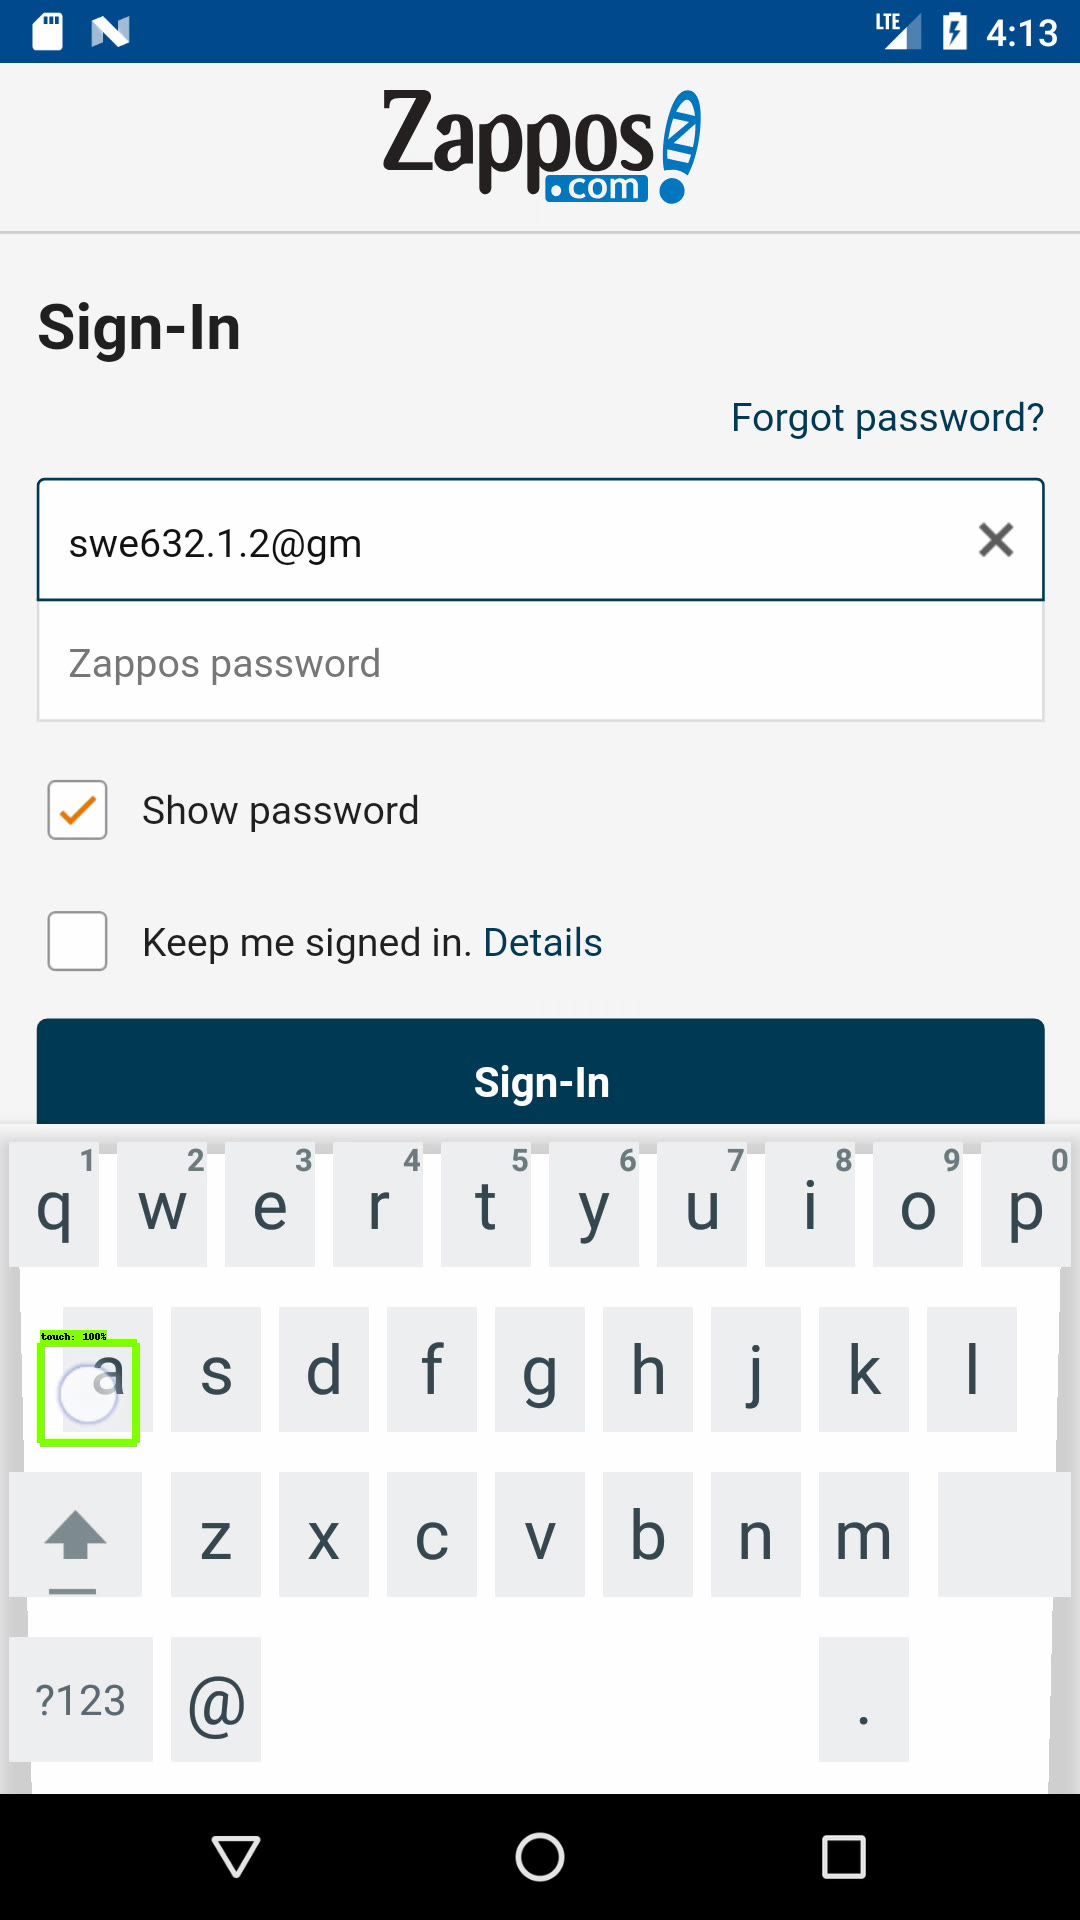 LTE 4:13
Zappos
.com
Sign-In
Forgot password?
swe632.1.2@gm
Zappos password
Show password
Keep me signed in. Details
Sign-In
1 2 3 4 5 6 7 8 9 0
q w e r t y u i o p
touch: 100%
a s d f g h j k l
z x c v b n m
?123 @ .